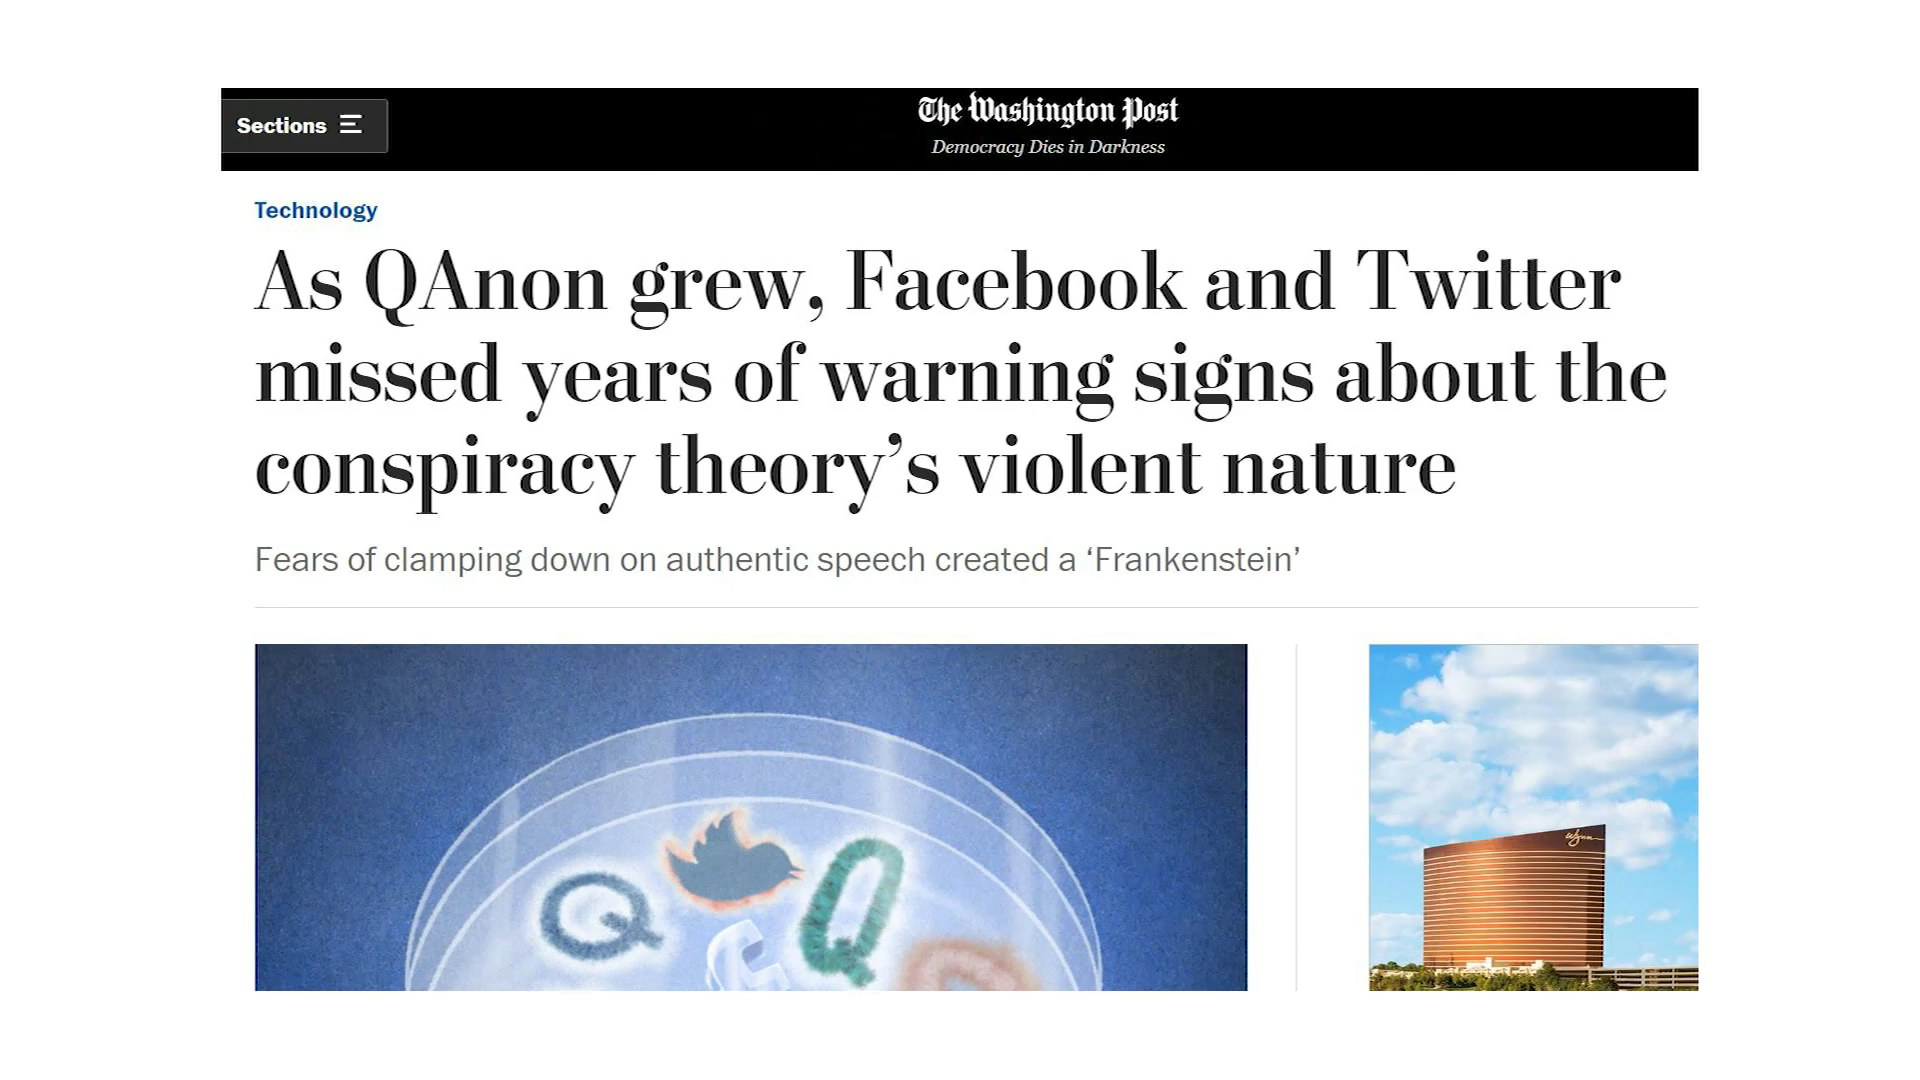 Sections
The Washington Post
Democracy Dies in Darkness
Technology
As QAnon grew, Facebook and Twitter
missed years of warning signs about the
conspiracy theory’s violent nature
Fears of clamping down on authentic speech created a ‘Frankenstein’
Q
Q
Wynn